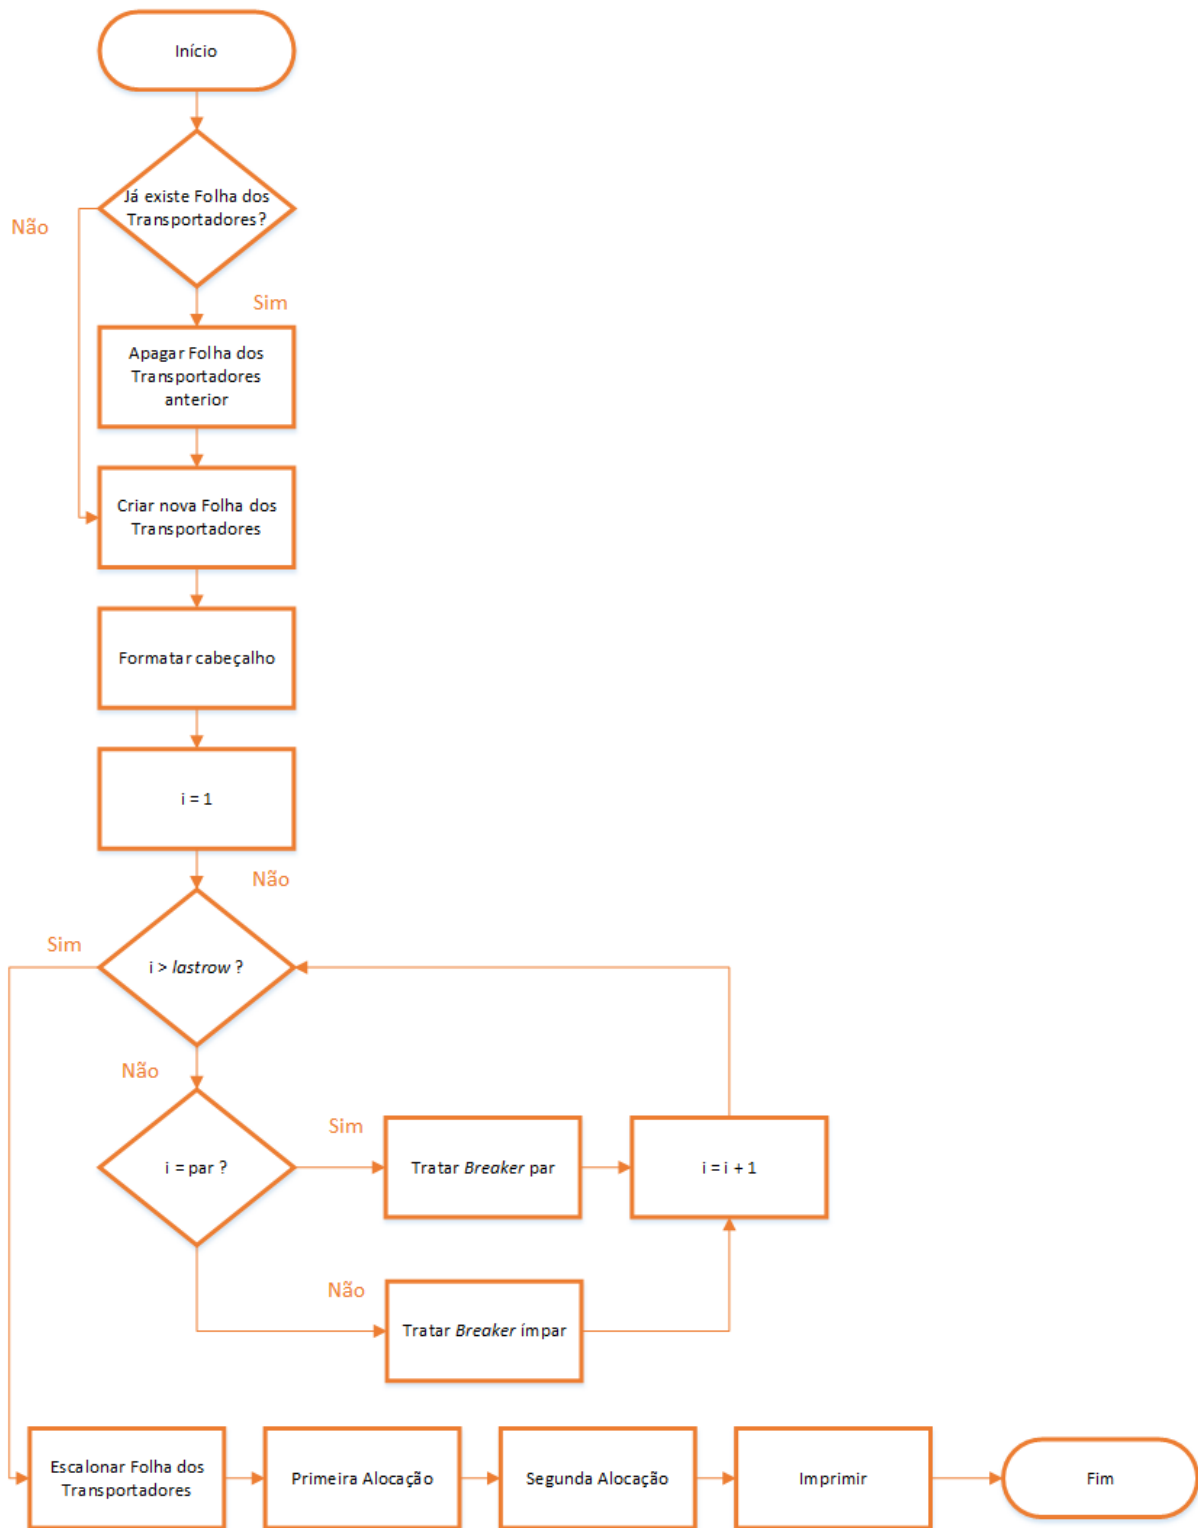 Início
Já existe Folha dos
Transportadores?
Não
Sim
Apagar Folha dos
Transportadores
anterior
Criar nova Folha dos
Transportadores
Formatar cabeçalho
i = 1
Não
Sim
i > lastrow ?
Não
i = par ?
Sim
Tratar Breaker par
i = i + 1
Não
Tratar Breaker ímpar
Escalonar Folha dos
Transportadores
Primeira Alocação
Segunda Alocação
Imprimir
Fim